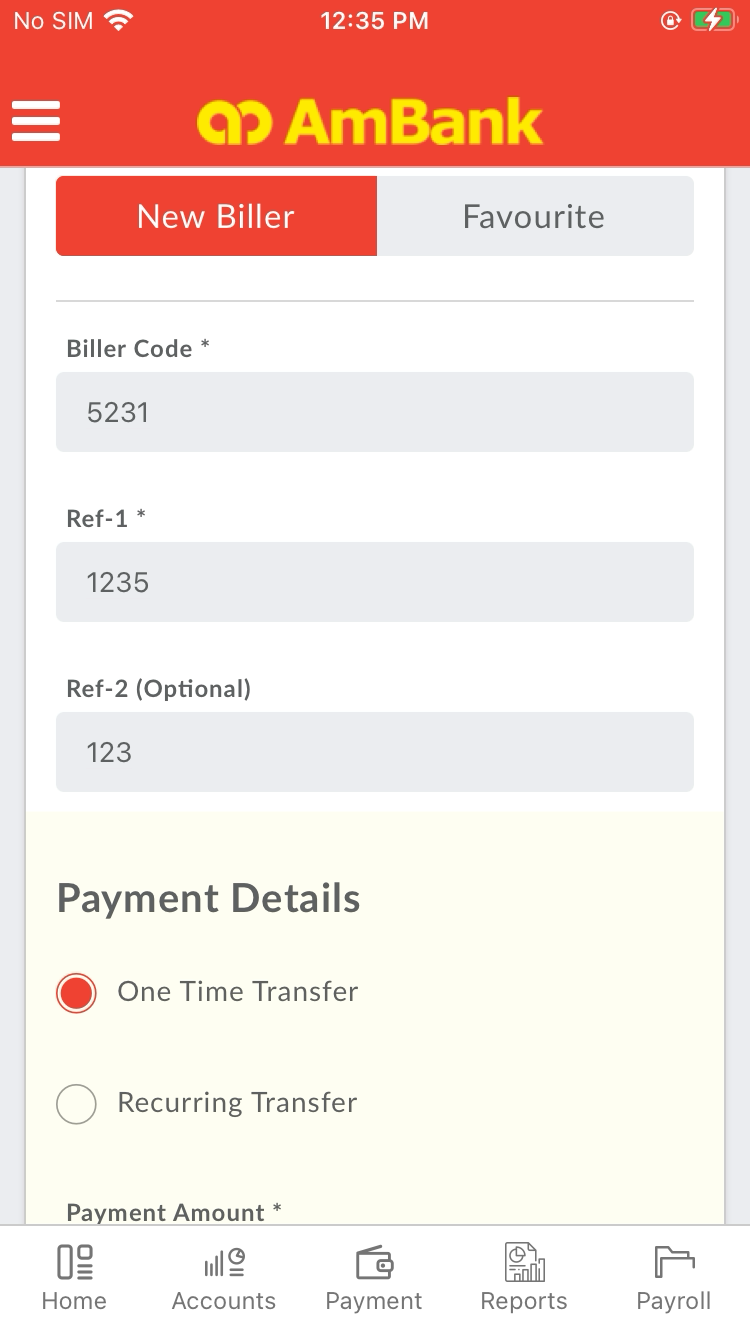 No SIM 12:35 PM
AmBank
New Biller Favourite
Biller Code *
5231
Ref-1 *
1235
Ref-2 (Optional)
123
Payment Details
One Time Transfer
Recurring Transfer
Payment Amount *
Home Accounts Payment Reports Payroll